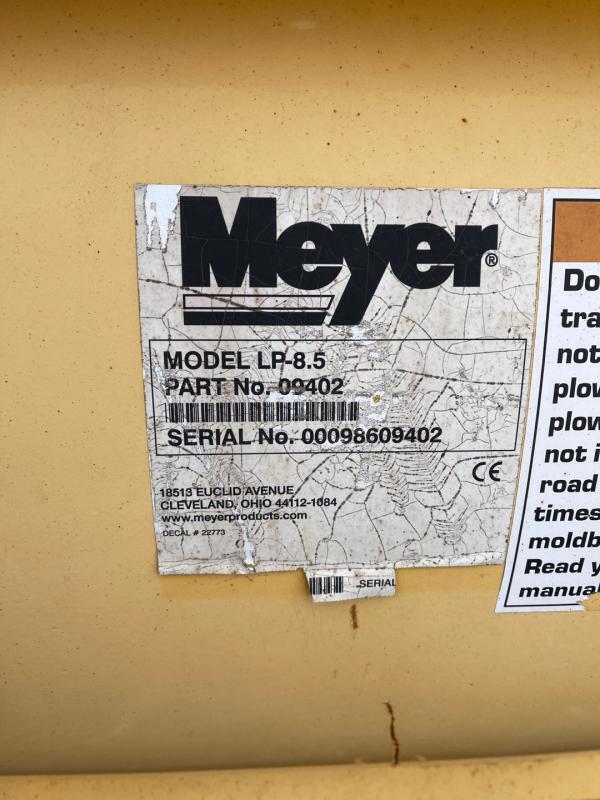 Meyer®
MODEL LP-8.5
PART No. 09402
SERIAL No. 00098609402
CE
18513 EUCLID AVENUE
CLEVELAND, OHIO 44112-1084
www.meyerproducts.com
DECAL # 22773
SERIAL
Do
tra
not
plow
plow
not i
road
times
moldb
Read y
manual